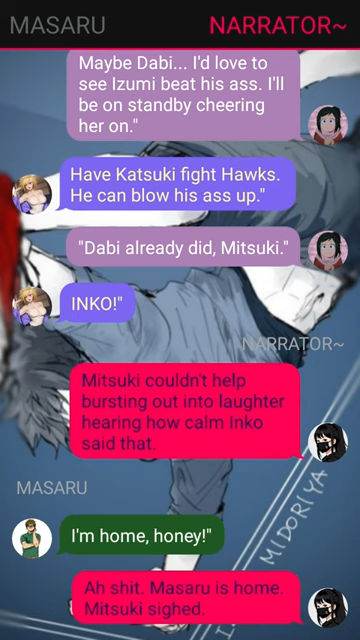 MASARU NARRATOR~
Maybe Dabi... I'd love to
see Izumi beat his ass. I'll
be on standby cheering
her on."
Have Katsuki fight Hawks.
He can blow his ass up."
"Dabi already did, Mitsuki."
INKO!"
NARRATOR~
Mitsuki couldn't help
bursting out into laughter
hearing how calm Inko
said that.
MASARU
I'm home, honey!"
MIDORIYA
Ah shit. Masaru is home.
Mitsuki sighed.